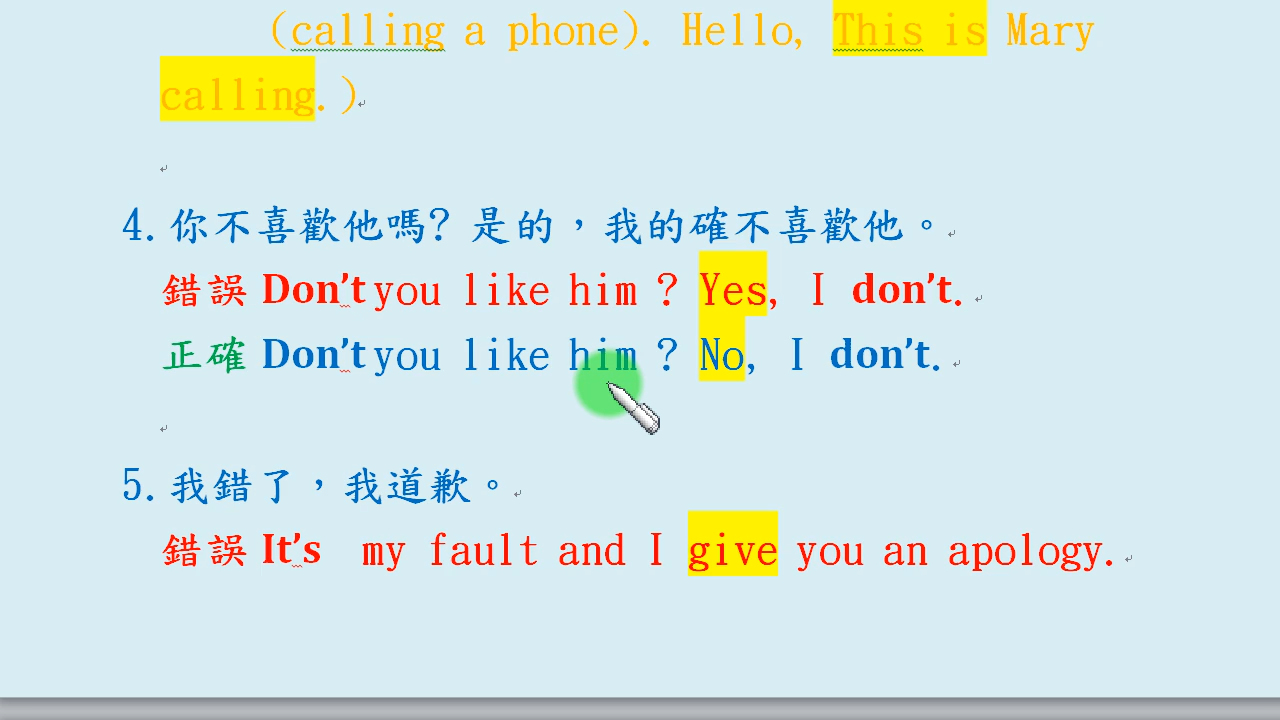 (calling a phone). Hello, This is Mary
calling.)
4. 你不喜歡他嗎? 是的，我的確不喜歡他。
錯誤 Don't you like him ? Yes, I don't.
正確 Don't you like him ? No, I don't.
5. 我錯了，我道歉。
錯誤 It's my fault and I give you an apology.